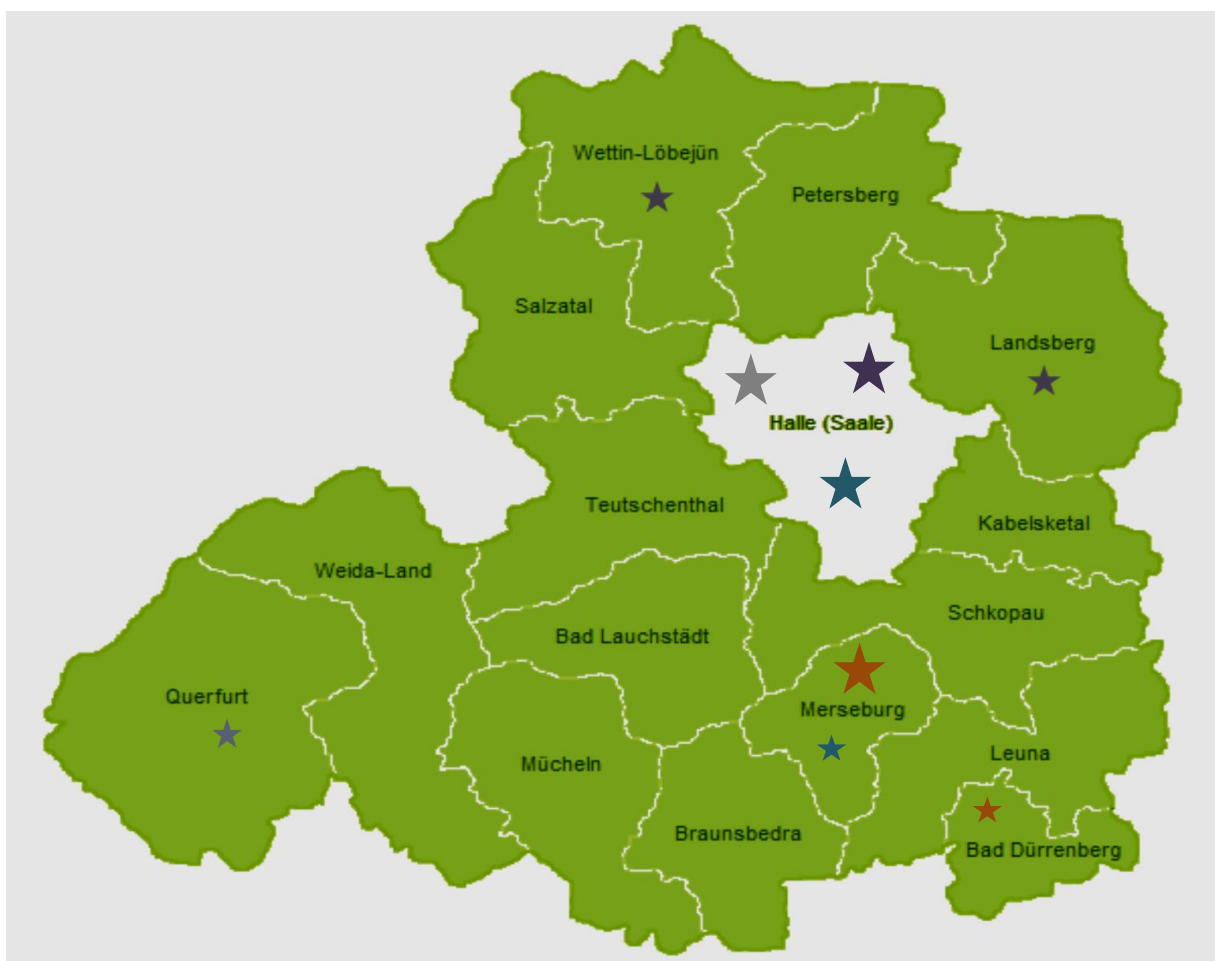 Wettin-Löbejün
Petersberg
Salzatal
Landsberg
Halle (Saale)
Teutschenthal
Kabelsketal
Weida-Land
Schkopau
Bad Lauchstädt
Querfurt
Merseburg
Leuna
Mücheln
Braunsbedra
Bad Dürrenberg